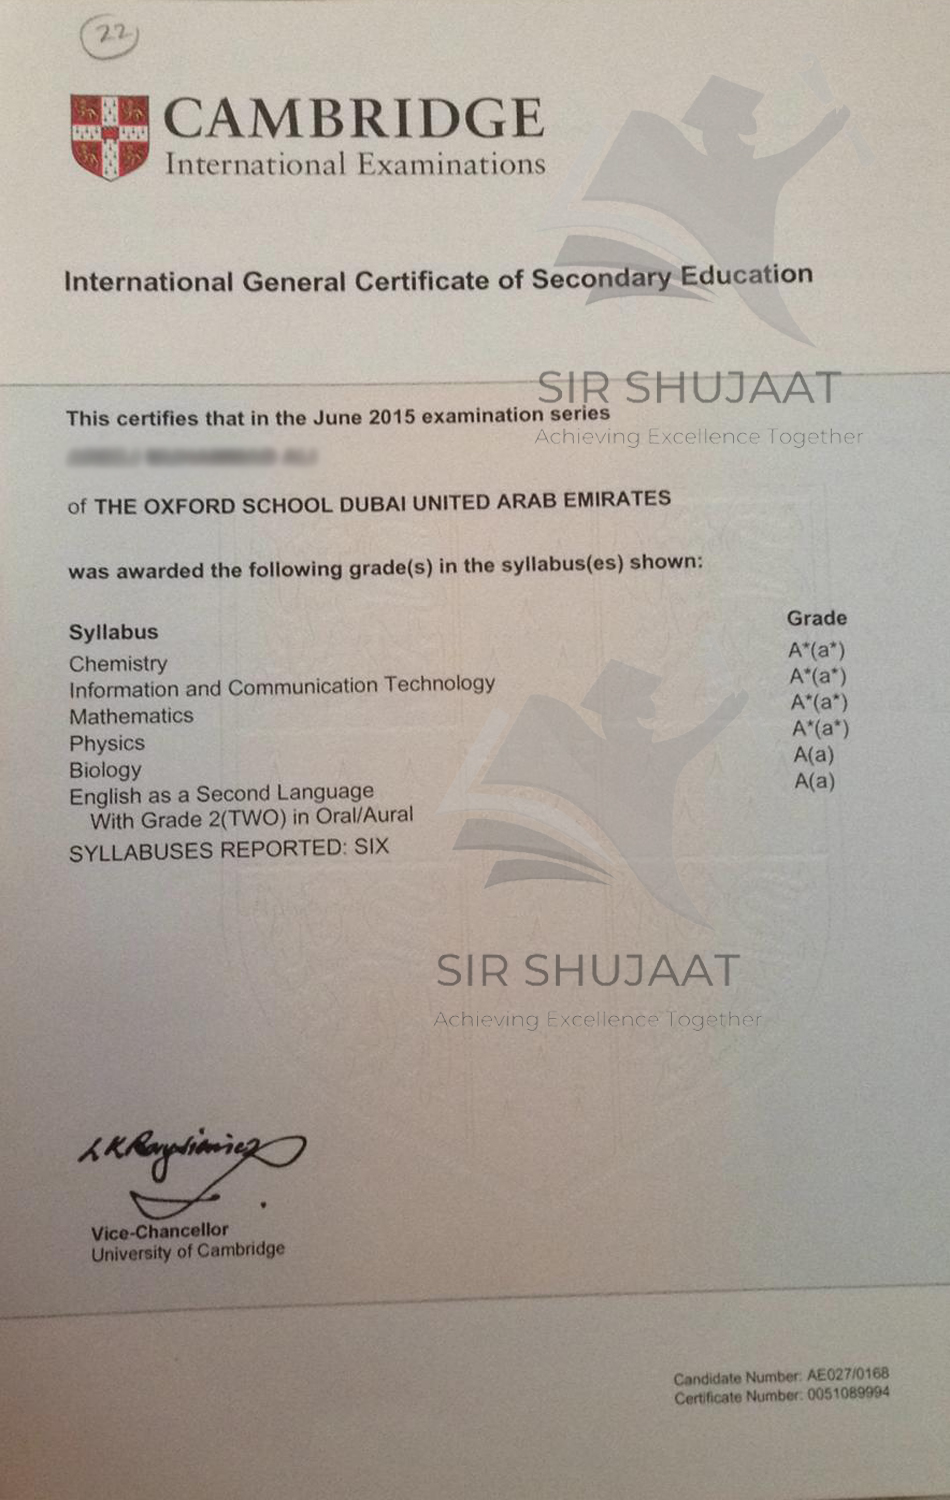 22
CAMBRIDGE
International Examinations
International General Certificate of Secondary Education
SIR SHUJAAT
Achieving Excellence Together
This certifies that in the June 2015 examination series
of THE OXFORD SCHOOL DUBAI UNITED ARAB EMIRATES
was awarded the following grade(s) in the syllabus(es) shown:
Syllabus Grade
Chemistry A*(a*)
Information and Communication Technology A*(a*)
Mathematics A*(a*)
Physics A*(a*)
Biology A(a)
English as a Second Language A(a)
With Grade 2(TWO) in Oral/Aural
SYLLABUSES REPORTED: SIX
SIR SHUJAAT
Achieving Excellence Together
Vice-Chancellor
University of Cambridge
Candidate Number: AE027/0168
Certificate Number: 0051089994